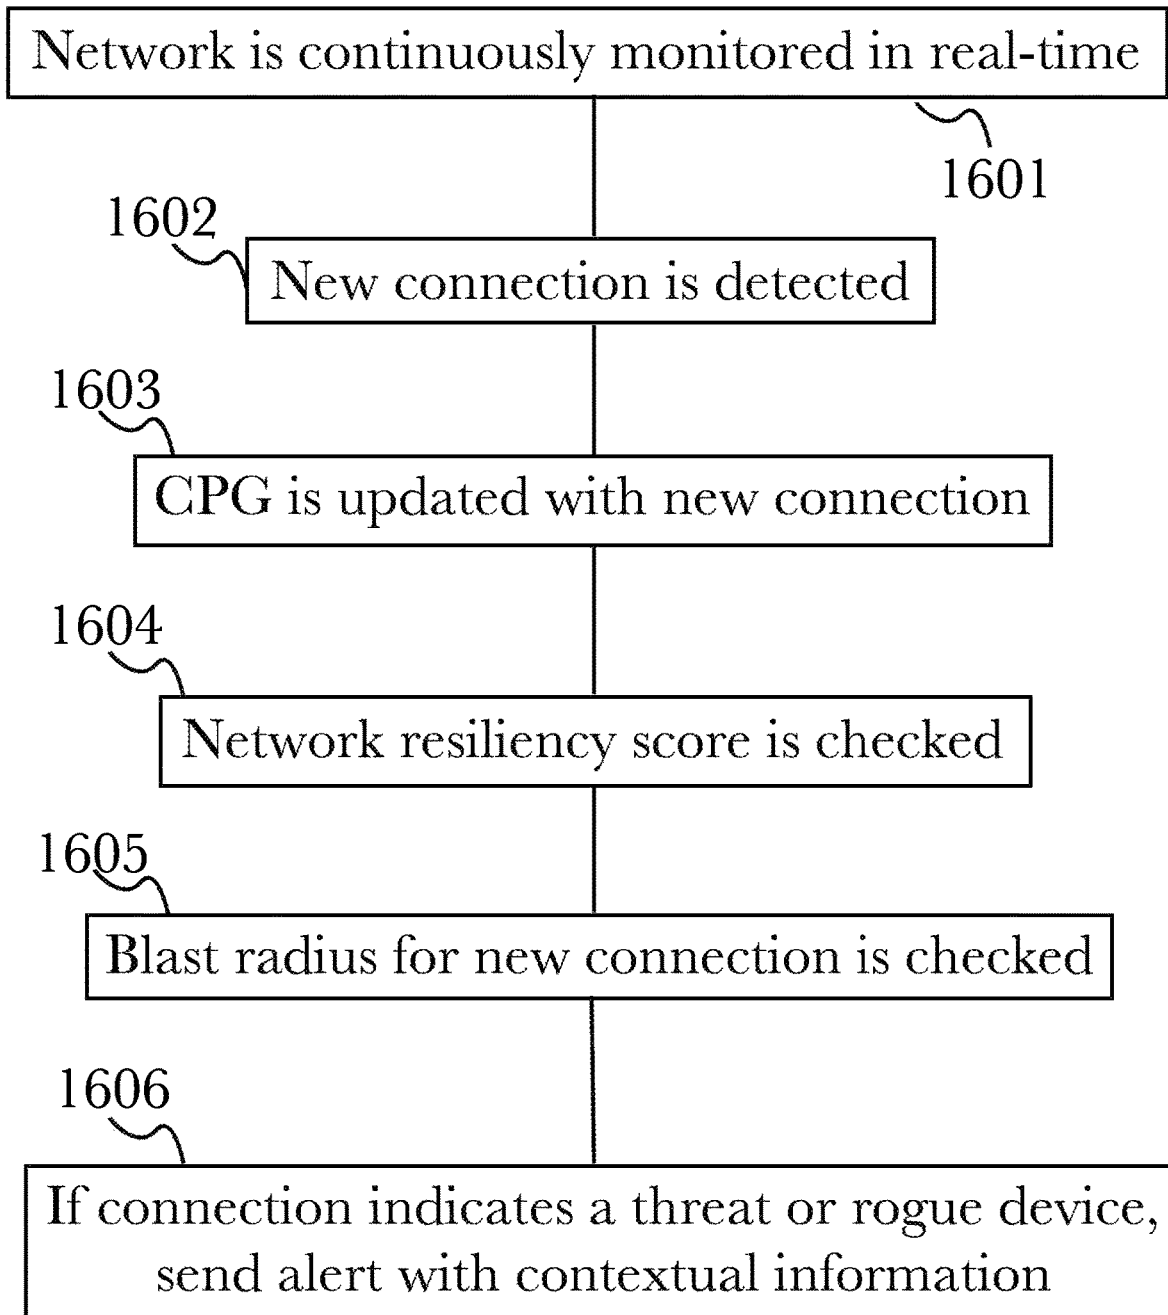 Network is continuously monitored in real-time
1601
1602
New connection is detected
1603
CPG is updated with new connection
1604
Network resiliency score is checked
1605
Blast radius for new connection is checked
1606
If connection indicates a threat or rogue device,
send alert with contextual information